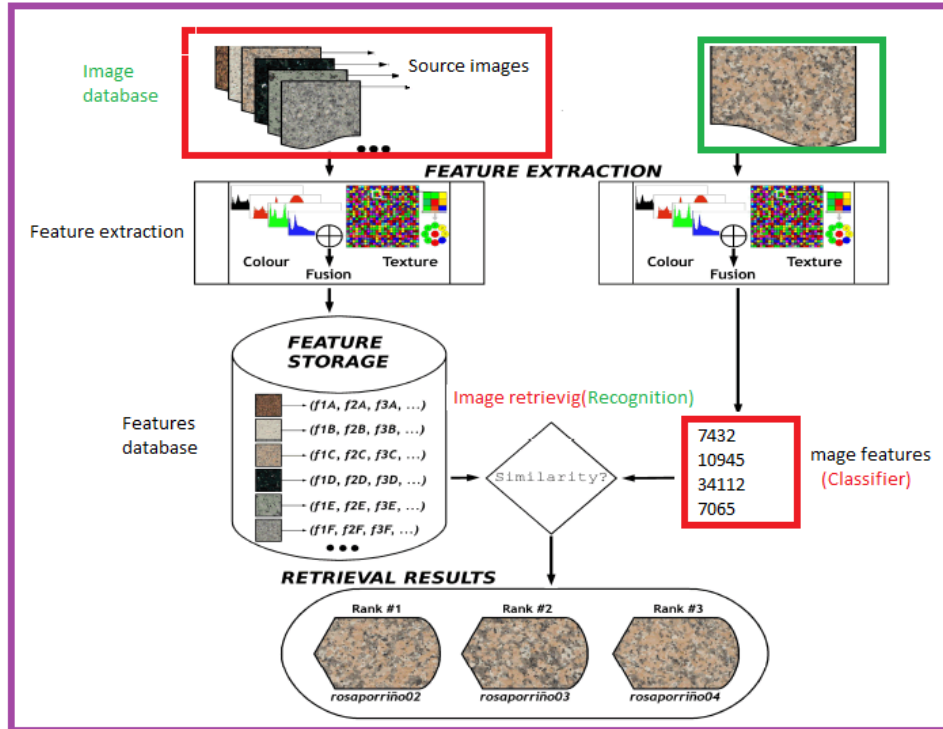 Image
database
Source images
FEATURE EXTRACTION
Feature extraction
Colour
Texture
Fusion
Colour
Texture
Fusion
FEATURE
STORAGE
Features
database
(f1A, f2A, f3A, ...)
(f1B, f2B, f3B, ...)
(f1C, f2C, f3C, ...)
(f1D, f2D, f3D, ...)
(f1E, f2E, f3E, ...)
(f1F, f2F, f3F, ...)
Image retrievig(Recognition)
Similarity?
7432
10945
34112
7065
mage features
(Classifier)
RETRIEVAL RESULTS
Rank #1
Rank #2
Rank #3
rosaporriño02
rosaporriño03
rosaporriño04